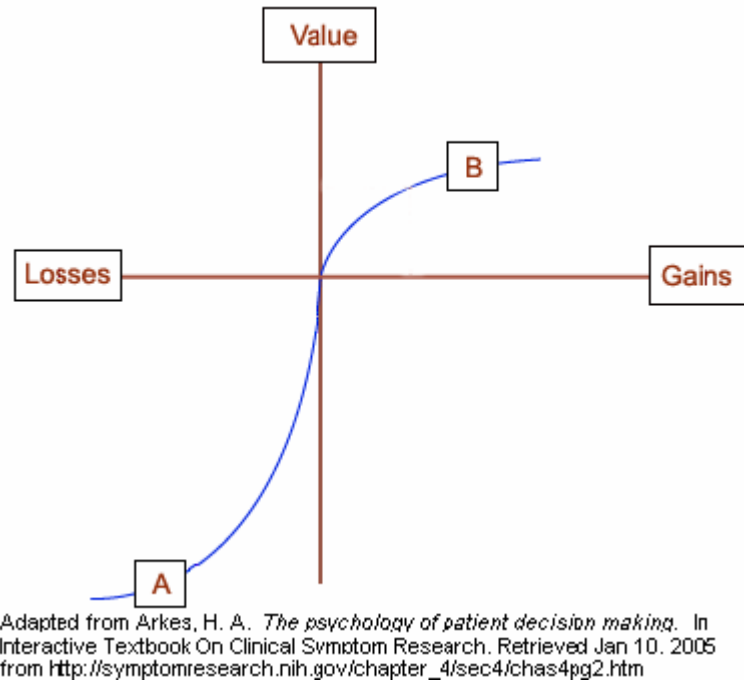 Value
B
Losses
Gains
A
Adapted from Arkes, H. A. The psychology of patient decision making. In
Interactive Textbook On Clinical Symptom Research. Retrieved Jan 10. 2005
from http://symptomresearch.nih.gov/chapter_4/sec4/chas4pg2.htm